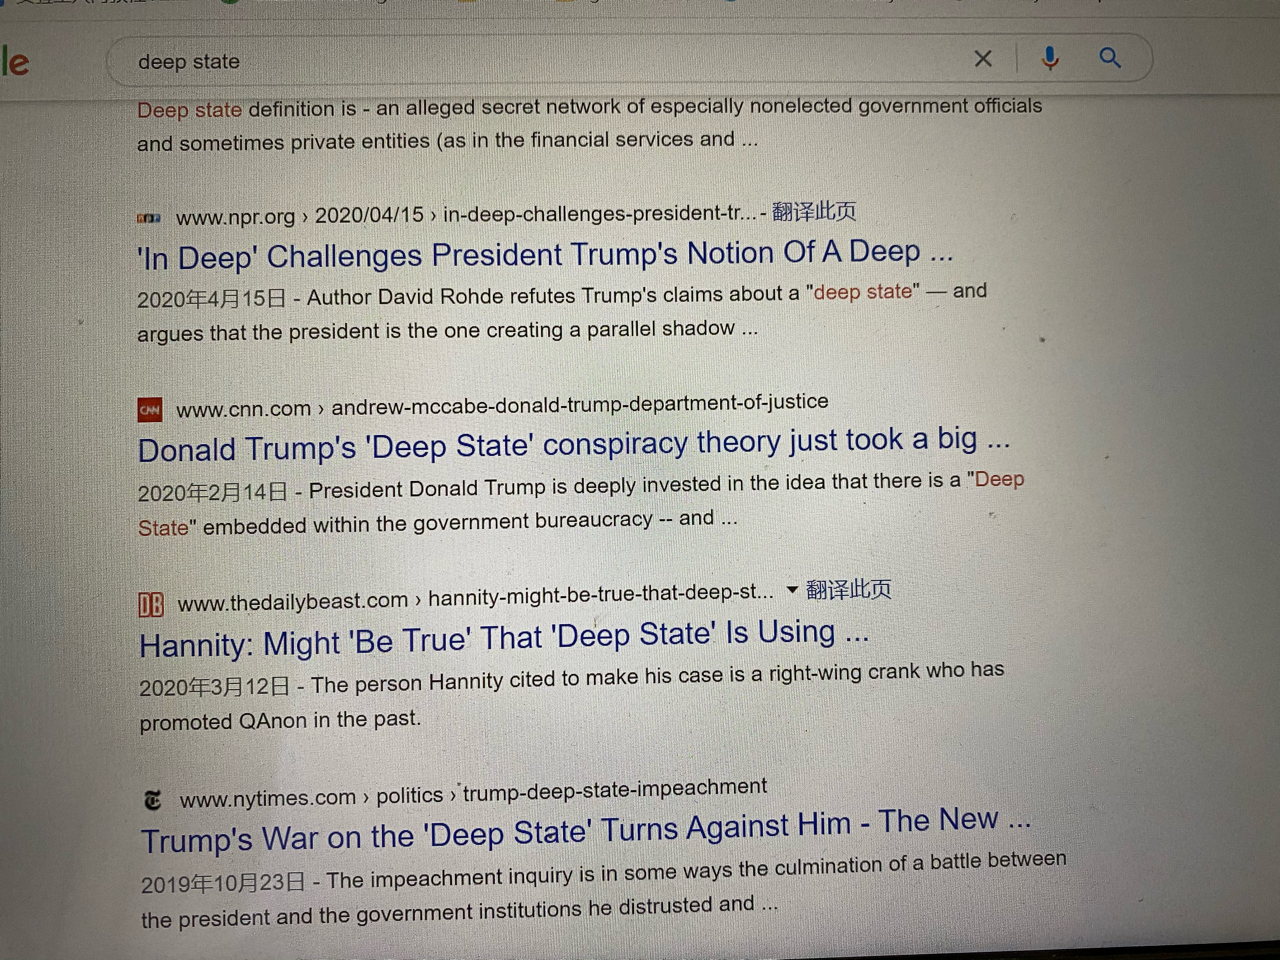 le
deep state
Deep state definition is - an alleged secret network of especially nonelected government officials
and sometimes private entities (as in the financial services and ...
www.npr.org › 2020/04/15 › in-deep-challenges-president-tr... - 翻译此页
'In Deep' Challenges President Trump's Notion Of A Deep ...
2020年4月15日 - Author David Rohde refutes Trump's claims about a "deep state" — and
argues that the president is the one creating a parallel shadow ...
CNN www.cnn.com › andrew-mccabe-donald-trump-department-of-justice
Donald Trump's 'Deep State' conspiracy theory just took a big ...
2020年2月14日 - President Donald Trump is deeply invested in the idea that there is a "Deep
State" embedded within the government bureaucracy -- and ...
DB www.thedailybeast.com › hannity-might-be-true-that-deep-st... 翻译此页
Hannity: Might 'Be True' That 'Deep State' Is Using ...
2020年3月12日 - The person Hannity cited to make his case is a right-wing crank who has
promoted QAnon in the past.
T www.nytimes.com › politics › trump-deep-state-impeachment
Trump's War on the 'Deep State' Turns Against Him - The New ...
2019年10月23日 - The impeachment inquiry is in some ways the culmination of a battle between
the president and the government institutions he distrusted and ...